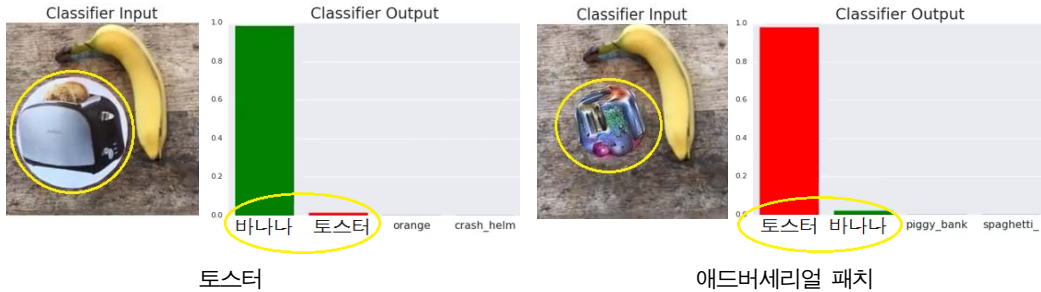 Classifier Input
Classifier Output
1.0
0.8
0.6
0.4
0.2
0.0
바나나
토스터
orange
crash_helm
토스터
Classifier Input
Classifier Output
1.0
0.8
0.6
0.4
0.2
0.0
토스터
바나나
piggy_bank
spaghetti_
애드버세리얼 패치